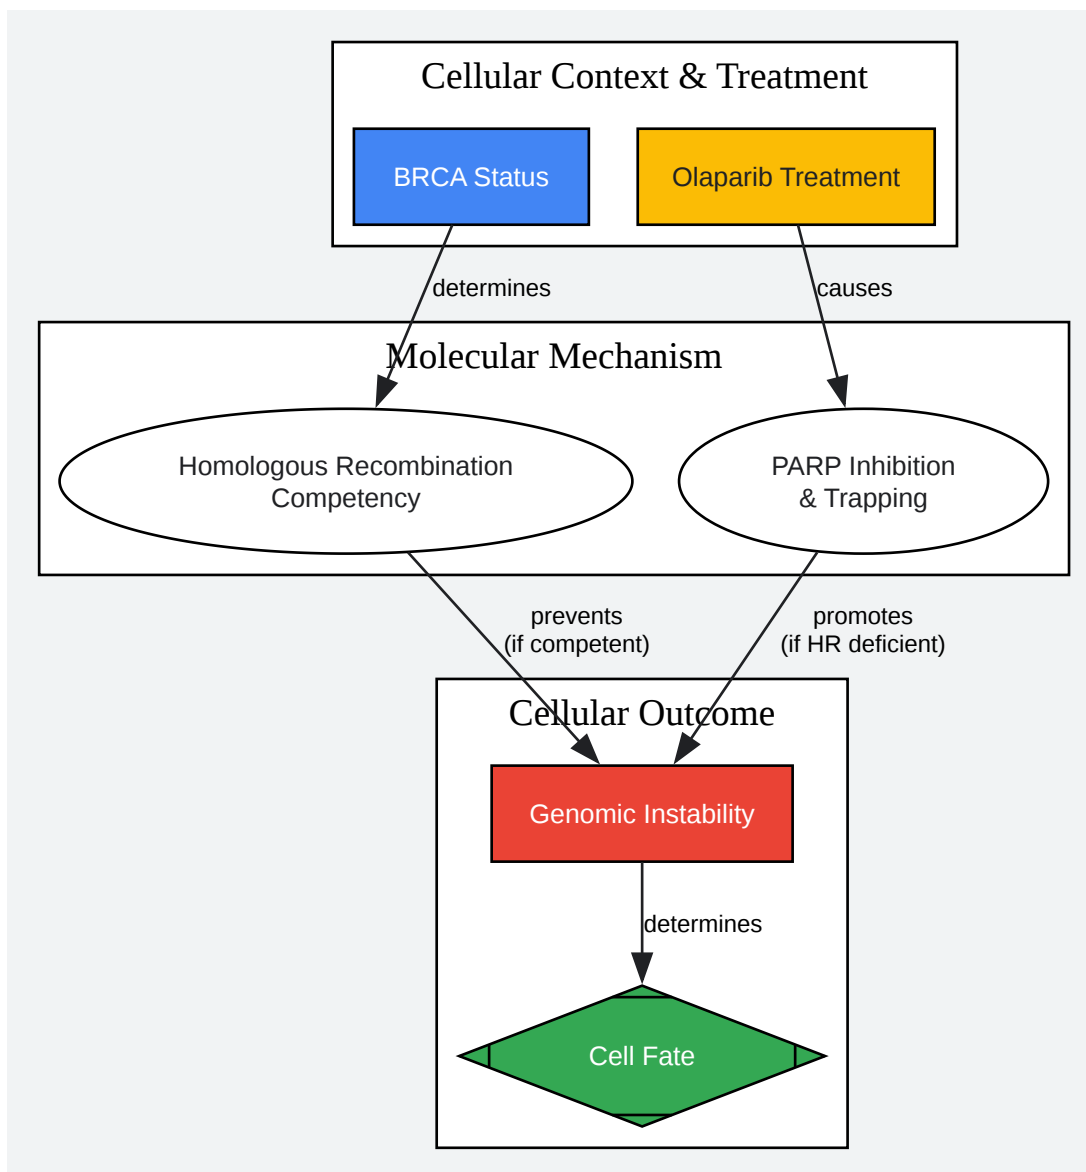 Cellular Context & Treatment
BRCA Status
Olaparib Treatment
determines
causes
Molecular Mechanism
Homologous Recombination
Competency
PARP Inhibition
& Trapping
prevents
(if competent)
promotes
(if HR deficient)
Cellular Outcome
Genomic Instability
determines
Cell Fate